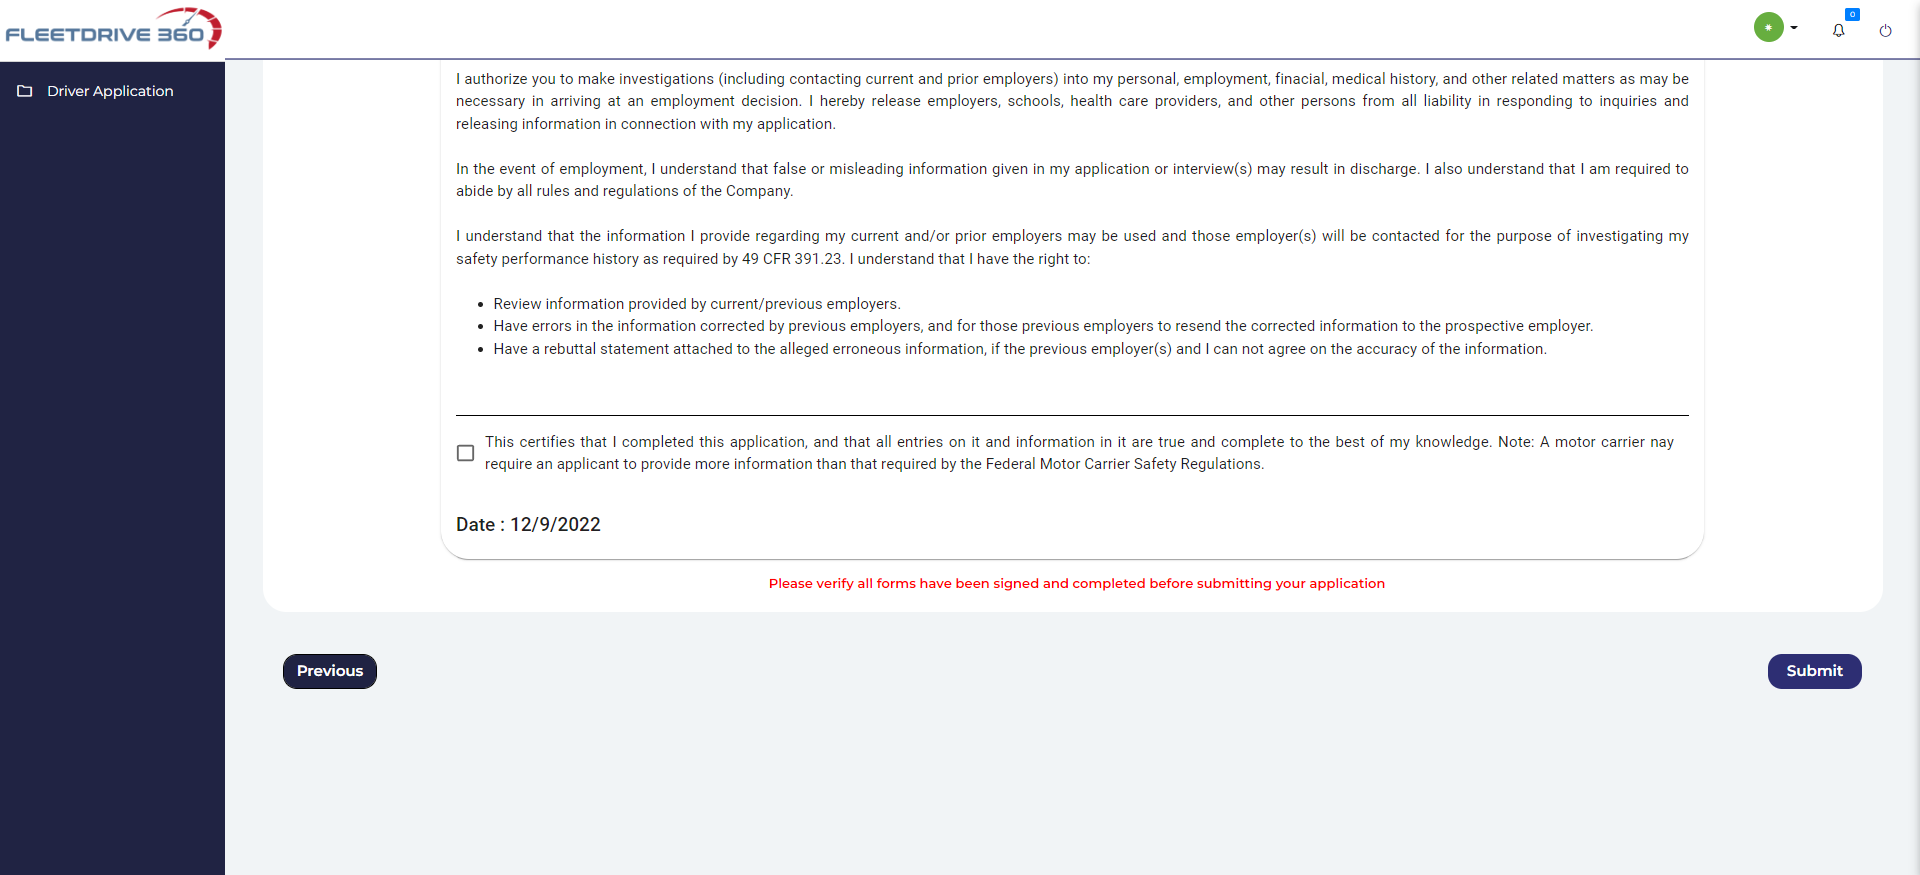 FLEETDRIVE 360
0
Driver Application
I authorize you to make investigations (including contacting current and prior employers) into my personal, employment, finacial, medical history, and other related matters as may be
necessary in arriving at an employment decision. I hereby release employers, schools, health care providers, and other persons from all liability in responding to inquiries and
releasing information in connection with my application.
In the event of employment, I understand that false or misleading information given in my application or interview(s) may result in discharge. I also understand that I am required to
abide by all rules and regulations of the Company.
I understand that the information I provide regarding my current and/or prior employers may be used and those employer(s) will be contacted for the purpose of investigating my
safety performance history as required by 49 CFR 391.23. I understand that I have the right to:
• Review information provided by current/previous employers.
• Have errors in the information corrected by previous employers, and for those previous employers to resend the corrected information to the prospective employer.
• Have a rebuttal statement attached to the alleged erroneous information, if the previous employer(s) and I can not agree on the accuracy of the information.
This certifies that I completed this application, and that all entries on it and information in it are true and complete to the best of my knowledge. Note: A motor carrier nay
require an applicant to provide more information than that required by the Federal Motor Carrier Safety Regulations.
Date : 12/9/2022
Please verify all forms have been signed and completed before submitting your application
Previous
Submit